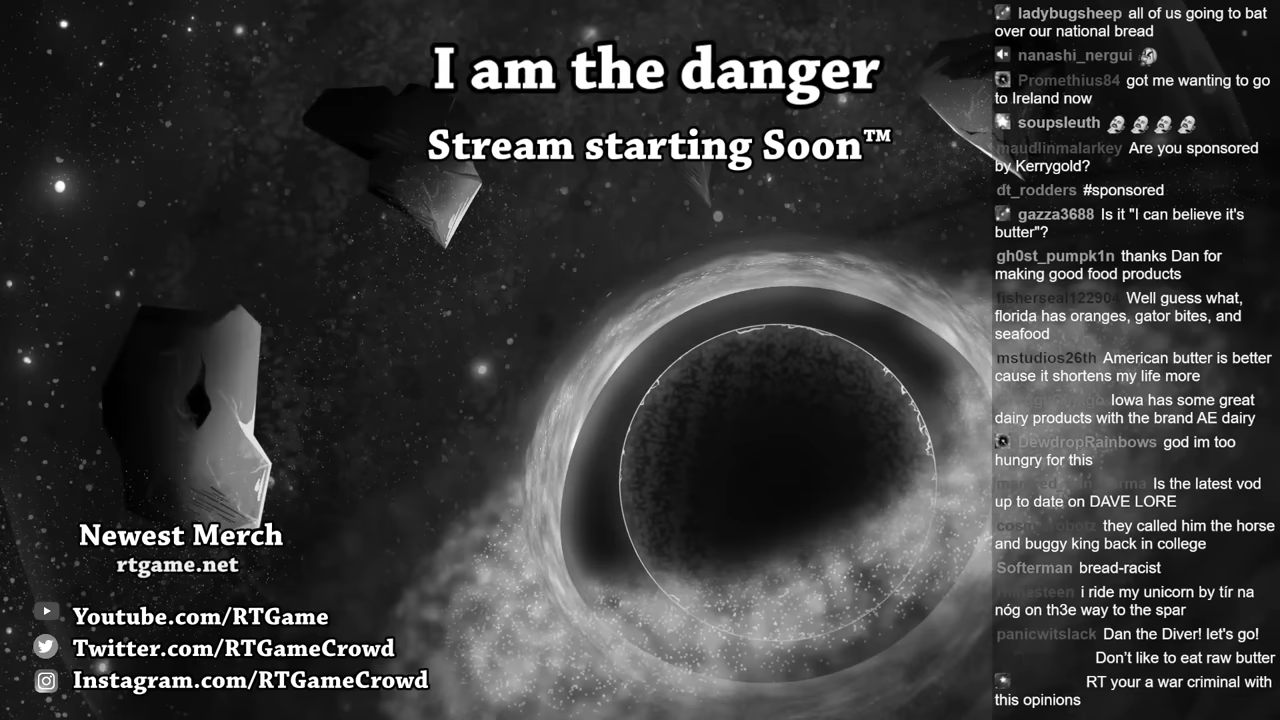 I am the danger
Stream starting Soon™
Newest Merch
rtgame.net
Youtube.com/RTGame
Twitter.com/RTGameCrowd
Instagram.com/RTGameCrowd
ladybugsheep all of us going to bat
over our national bread
nanashi_nergui
Promethius84 got me wanting to go
to Ireland now
soupsleuth
maudlinmalarkey Are you sponsored
by Kerrygold?
dt_rodders #sponsored
gazza3688 Is it "I can believe it's
butter"?
gh0st_pumpk1n thanks Dan for
making good food products
fisherseal122904 Well guess what,
florida has oranges, gator bites, and
seafood
mstudios26th American butter is better
cause it shortens my life more
Iowa has some great
dairy products with the brand AE dairy
DewdropRainbows god im too
hungry for this
Is the latest vod
up to date on DAVE LORE
they called him the horse
and buggy king back in college
Softerman bread-racist
i ride my unicorn by tír na
nóg on th3e way to the spar
panicwitslack Dan the Diver! let's go!
Don't like to eat raw butter
RT your a war criminal with
this opinions